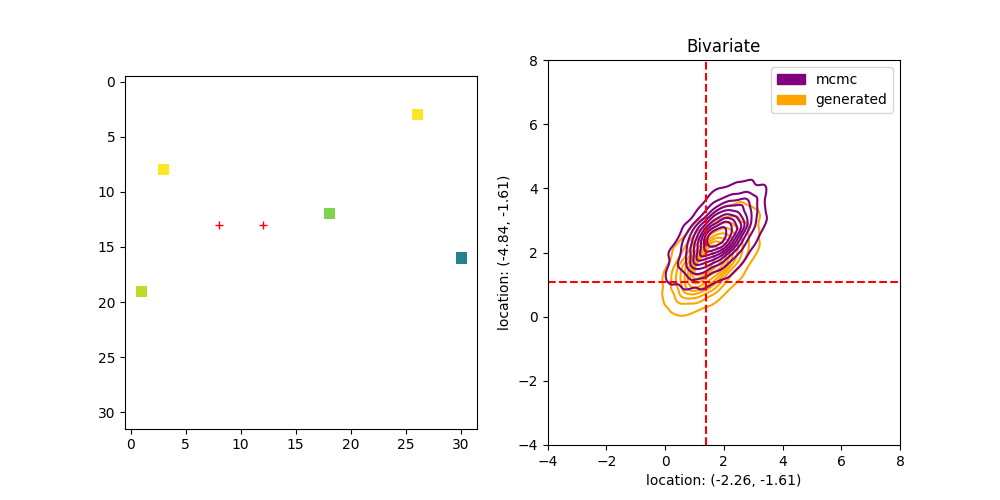 0
5
10
15
20
25
30
0 5 10 15 20 25 30
Bivariate
mcmc
generated
8
6
4
2
0
−2
−4
location: (-4.84, -1.61)
−4 −2 0 2 4 6 8
location: (-2.26, -1.61)